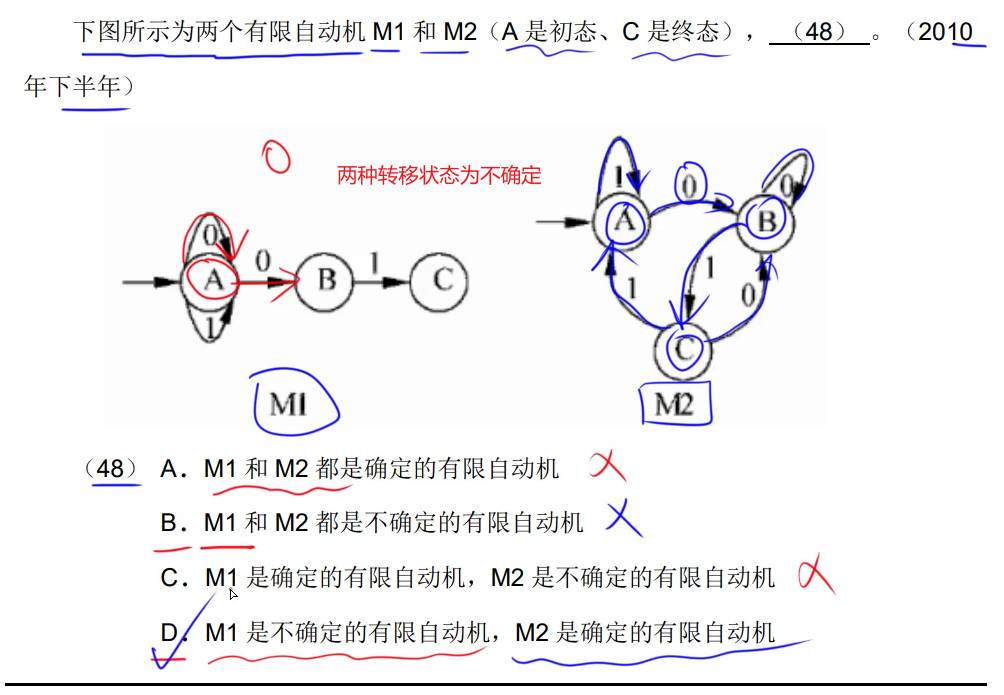 下图所示为两个有限自动机 M1 和 M2（A 是初态、C 是终态），（48）。（2010
年下半年）
0
两种转移状态为不确定
1 0 0
A B
0 0 1
A B C 1 1 0
1 C
M1 M2
（48） A．M1 和 M2 都是确定的有限自动机
B．M1 和 M2 都是不确定的有限自动机
C．M1 是确定的有限自动机，M2 是不确定的有限自动机
D．M1 是不确定的有限自动机，M2 是确定的有限自动机